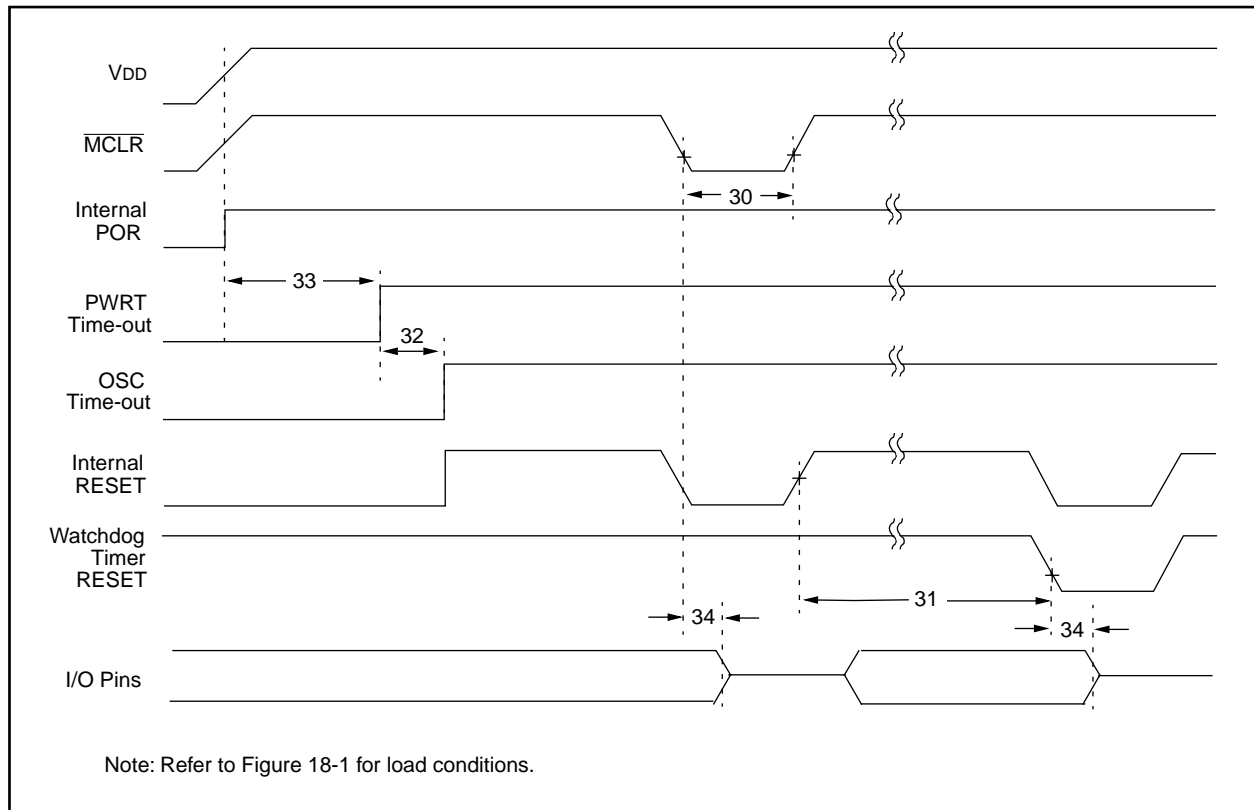 VDD
MCLR
30
Internal
POR
33
PWRT
Time-out
32
OSC
Time-out
Internal
RESET
Watchdog
Timer
RESET
31
34
34
I/O Pins
Note: Refer to Figure 18-1 for load conditions.